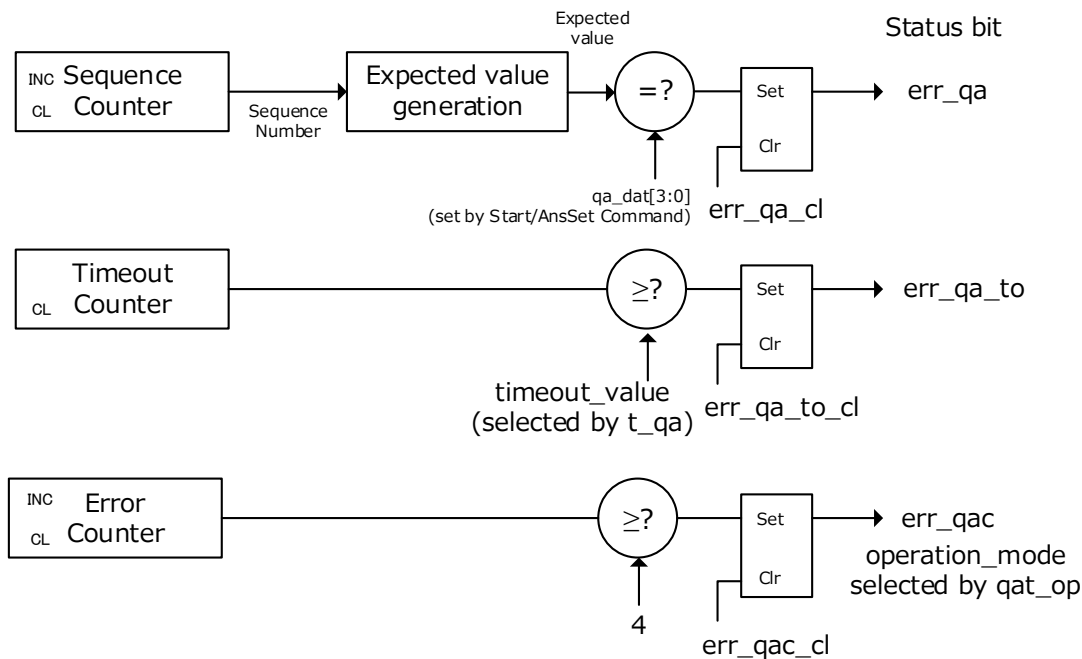 Expected
value
Status bit
INC Sequence
CL Counter
Sequence
Number
Expected value
generation
=?
qa_dat[3:0]
(set by Start/AnsSet Command)
Set
Clr
err_qa_cl
err_qa
Timeout
CL Counter
≥?
timeout_value
(selected by t_qa)
Set
Clr
err_qa_to_cl
err_qa_to
INC Error
CL Counter
≥?
4
Set
Clr
err_qac_cl
err_qac
operation_mode
selected by qat_op